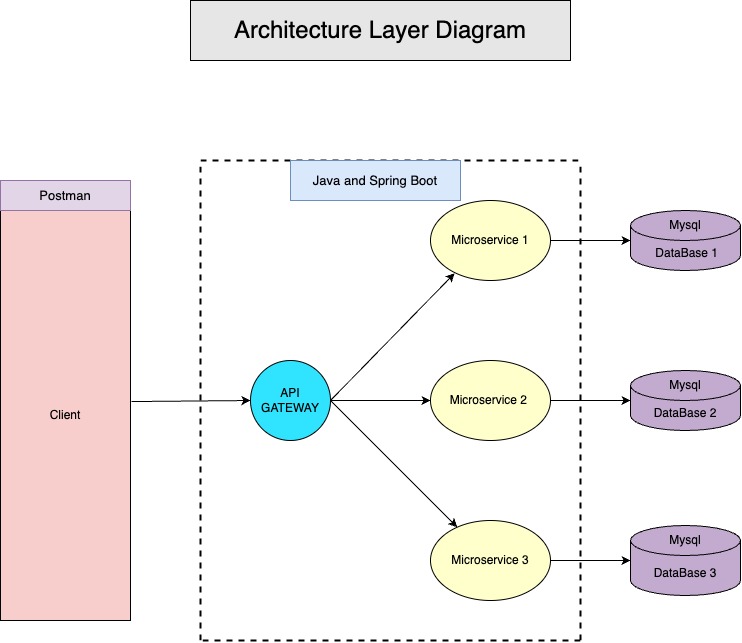 Architecture Layer Diagram
Java and Spring Boot
Postman
Client
API
GATEWAY
Microservice 1
Microservice 2
Microservice 3
Mysql
DataBase 1
Mysql
DataBase 2
Mysql
DataBase 3